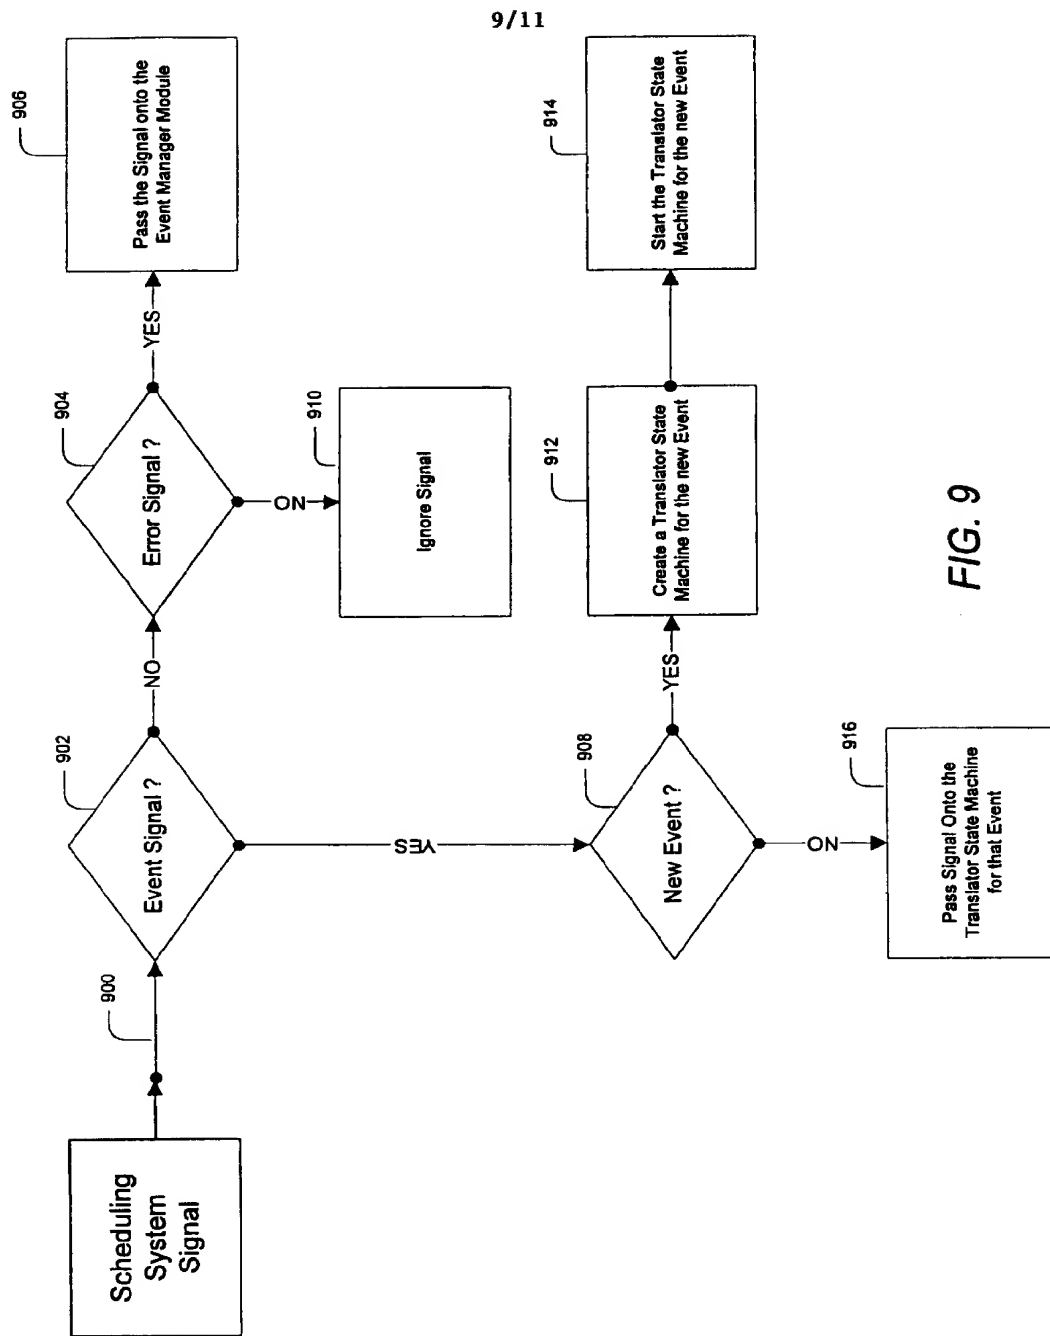 9/11
Scheduling
System
Signal
900
902
Event Signal ?
NO
904
Error Signal ?
YES
906
Pass the Signal onto the
Event Manager Module
NO
910
Ignore Signal
YES
908
New Event ?
YES
912
Create a Translator State
Machine for the new Event
914
Start the Translator State
Machine for the new Event
NO
916
Pass Signal Onto the
Translator State Machine
for that Event
FIG. 9